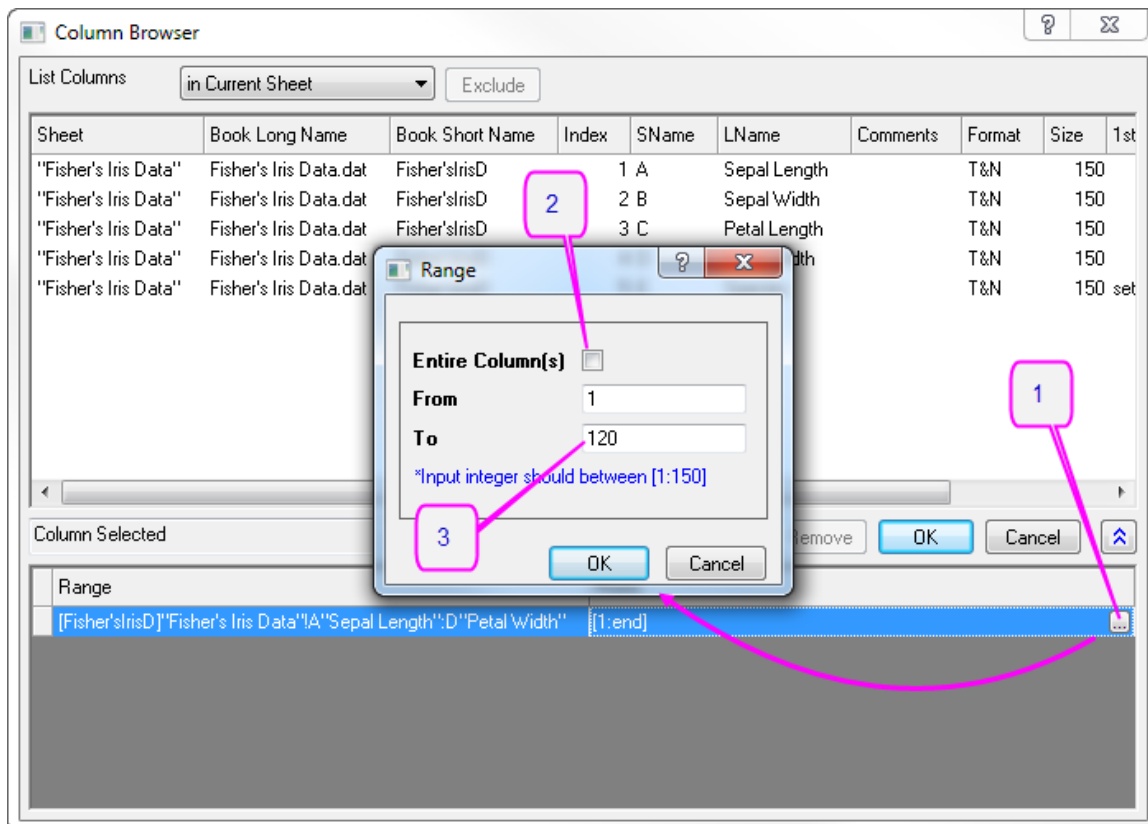 Column Browser
List Columns in Current Sheet Exclude
Sheet Book Long Name Book Short Name Index SName LName Comments Format Size 1st
"Fisher's Iris Data" Fisher's Iris Data.dat Fisher'sIrisD 1 A Sepal Length T&N 150
"Fisher's Iris Data" Fisher's Iris Data.dat Fisher'sIrisD 2 B Sepal Width T&N 150
"Fisher's Iris Data" Fisher's Iris Data.dat Fisher'sIrisD 3 C Petal Length T&N 150
"Fisher's Iris Data" Fisher's Iris Data.dat T&N 150
"Fisher's Iris Data" Fisher's Iris Data.dat T&N 150 set
2
Range
Entire Column(s)
From 1
To 120
*Input integer should between [1:150]
3
OK Cancel
1
Column Selected Remove OK Cancel
Range
[Fisher'sIrisD]"Fisher's Iris Data"!A"Sepal Length":D"Petal Width" [1:end] ...